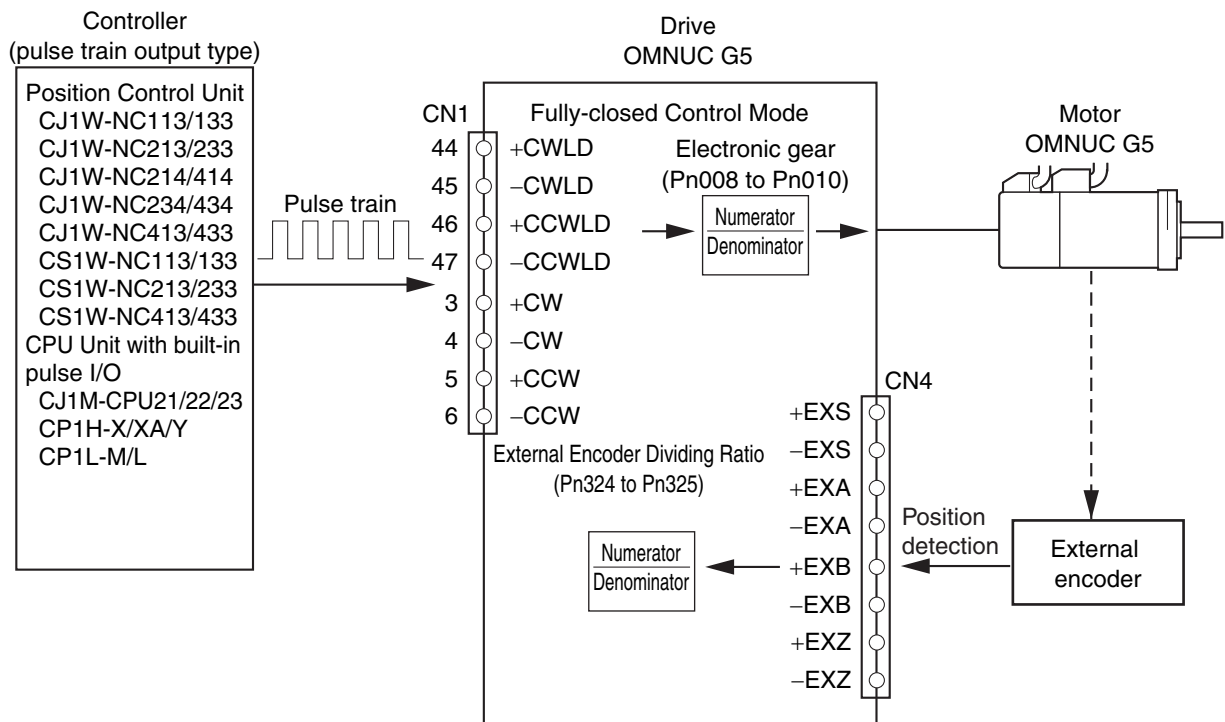 Controller
(pulse train output type)
Position Control Unit
CJ1W-NC113/133
CJ1W-NC213/233
CJ1W-NC214/414
CJ1W-NC234/434
CJ1W-NC413/433
CS1W-NC113/133
CS1W-NC213/233
CS1W-NC413/433
CPU Unit with built-in
pulse I/O
CJ1M-CPU21/22/23
CP1H-X/XA/Y
CP1L-M/L
Pulse train
Drive
OMNUC G5
CN1
Fully-closed Control Mode
44 +CWLD
45 −CWLD
46 +CCWLD
47 −CCWLD
3 +CW
4 −CW
5 +CCW
6 −CCW
Electronic gear
(Pn008 to Pn010)
Numerator
Denominator
Motor
OMNUC G5
External Encoder Dividing Ratio
(Pn324 to Pn325)
Numerator
Denominator
CN4
+EXS
−EXS
+EXA
−EXA
+EXB
−EXB
+EXZ
−EXZ
Position
detection
External
encoder